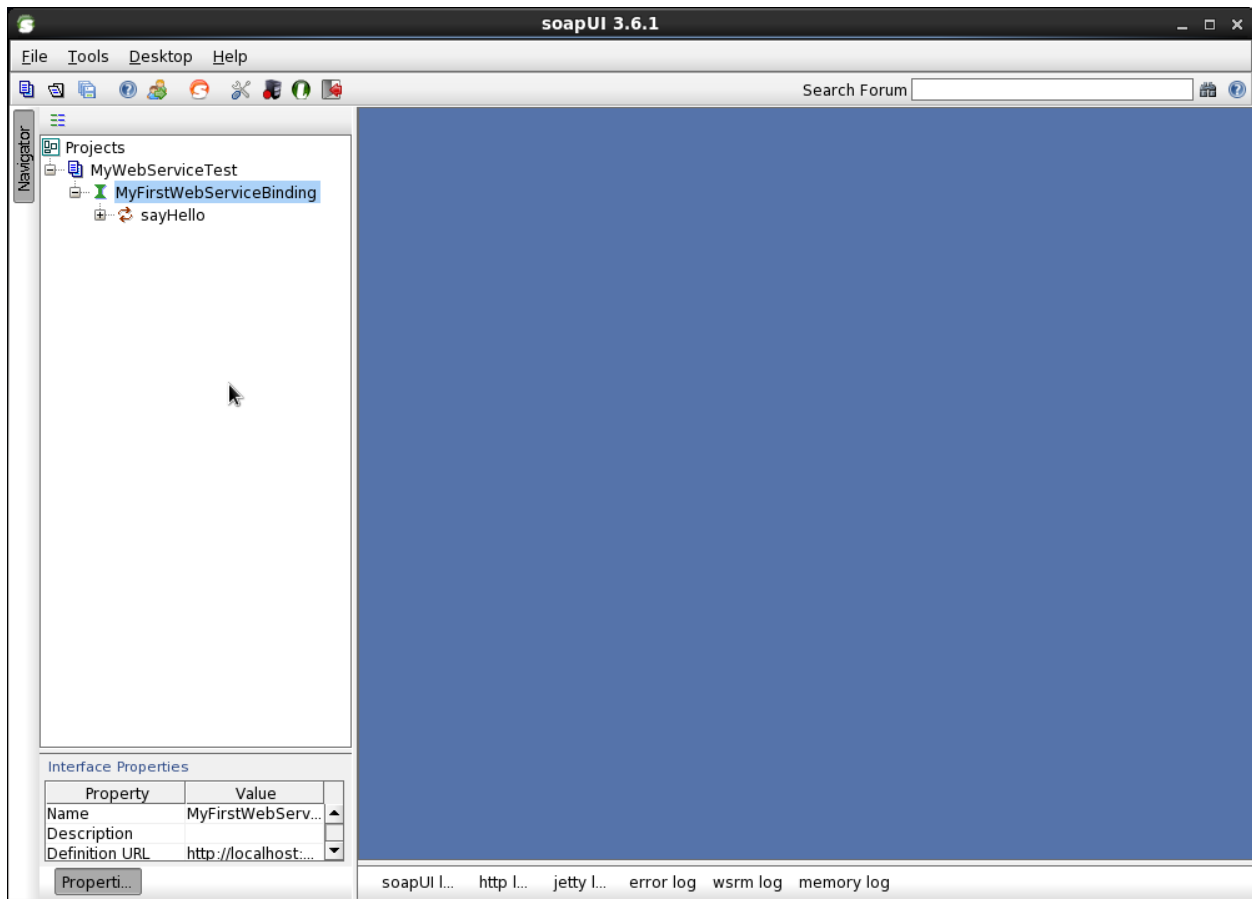 soapUI 3.6.1
File Tools Desktop Help
Search Forum
Navigator
Projects
MyWebServiceTest
MyFirstWebServiceBinding
sayHello
Interface Properties
Property Value
Name MyFirstWebServ...
Description
Definition URL http://localhost:...
Properti...
soapUI l... http l... jetty l... error log wsrm log memory log